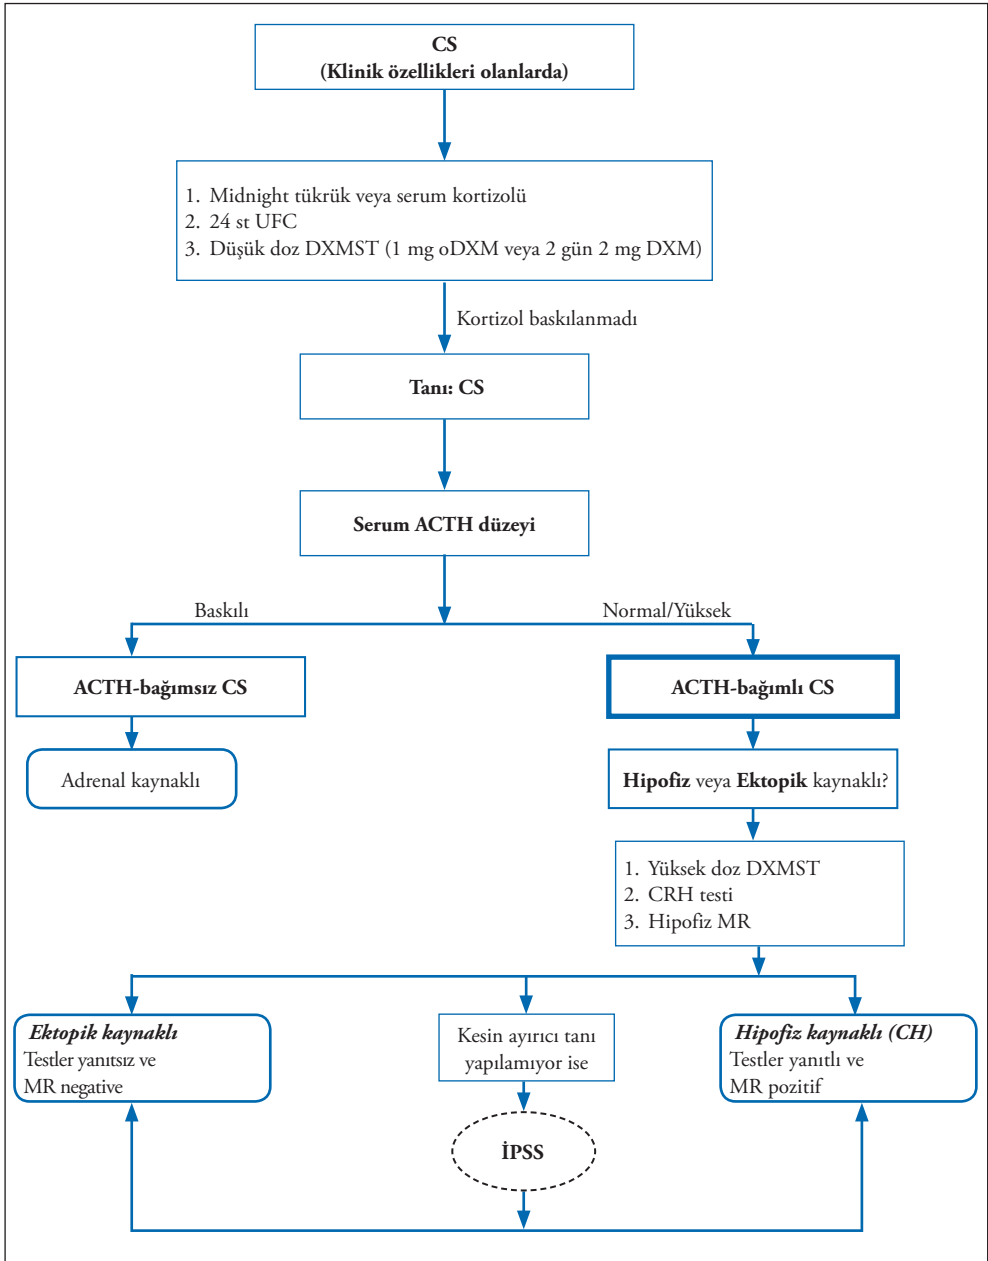 CS
(Klinik özellikleri olanlarda)
1. Midnight tükrük veya serum kortizolü
2. 24 st UFC
3. Düşük doz DXMST (1 mg oDXM veya 2 gün 2 mg DXM)
Kortizol baskılanmadı
Tanı: CS
Serum ACTH düzeyi
Baskılı
Normal/Yüksek
ACTH-bağımsız CS
ACTH-bağımlı CS
Adrenal kaynaklı
Hipofiz veya Ektopik kaynaklı?
1. Yüksek doz DXMST
2. CRH testi
3. Hipofiz MR
Ektopik kaynaklı
Testler yanıtsız ve
MR negative
Kesin ayırıcı tanı
yapılamıyor ise
Hipofiz kaynaklı (CH)
Testler yanıtlı ve
MR pozitif
İPSS